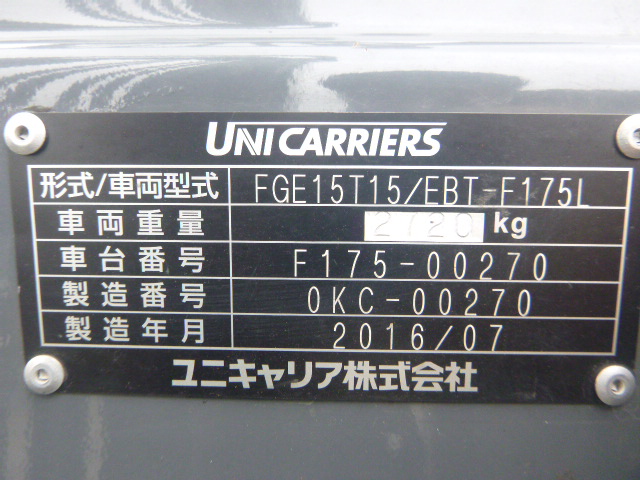 UNICARRIERS
形式/車両型式 FGE15T15/EBT-F175L
車両重量 2720 kg
車台番号 F175-00270
製造番号 0KC-00270
製造年月 2016/07
ユニキャリア株式会社